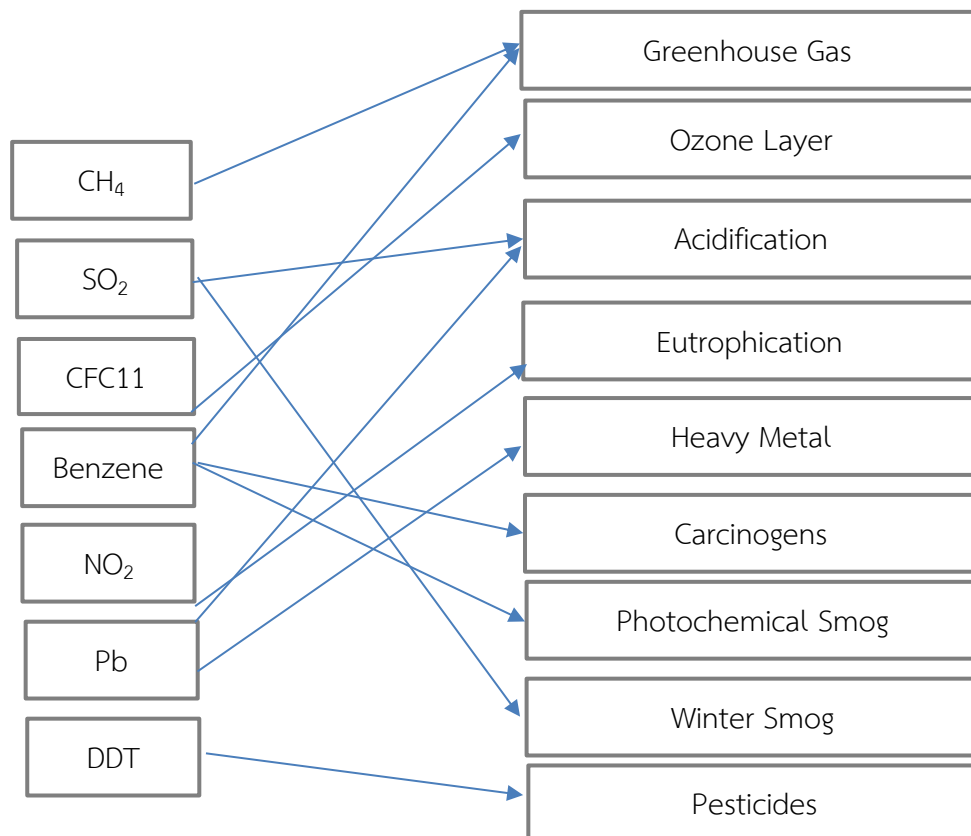 CH₄
SO₂
CFC11
Benzene
NO₂
Pb
DDT
Greenhouse Gas
Ozone Layer
Acidification
Eutrophication
Heavy Metal
Carcinogens
Photochemical Smog
Winter Smog
Pesticides